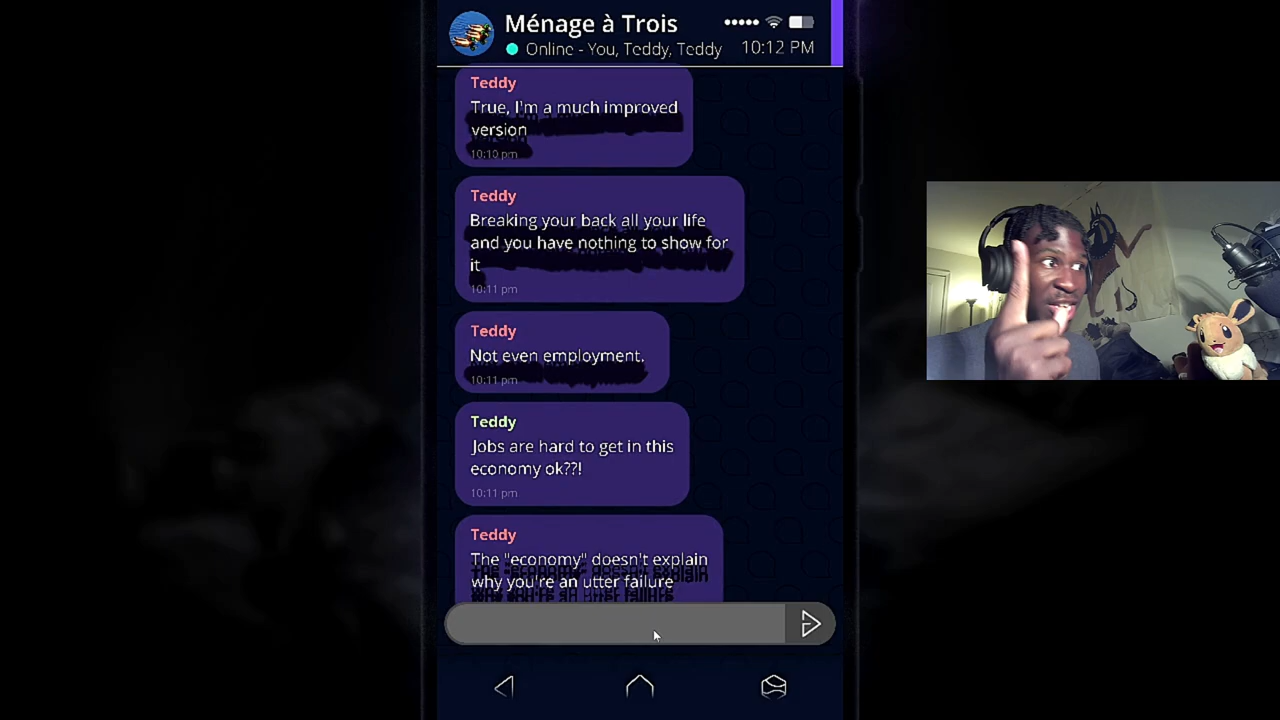 Ménage à Trois
Online - You, Teddy, Teddy
10:12 PM
Teddy
True, I'm a much improved
version
10:10 pm
Teddy
Breaking your back all your life
and you have nothing to show for
it
10:11 pm
Teddy
Not even employment.
10:11 pm
Teddy
Jobs are hard to get in this
economy ok??!
10:11 pm
Teddy
The "economy" doesn't explain
why you're an utter failure